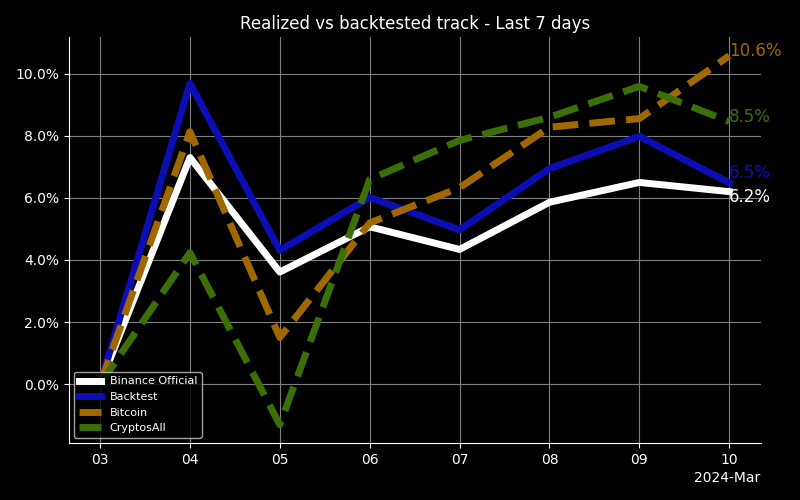 Realized vs backtested track - Last 7 days
10.6%
10.0%
8.5%
8.0%
6.5%
6.2%
6.0%
4.0%
2.0%
0.0%
Binance Official
Backtest
Bitcoin
CryptosAll
03 04 05 06 07 08 09 10
2024-Mar